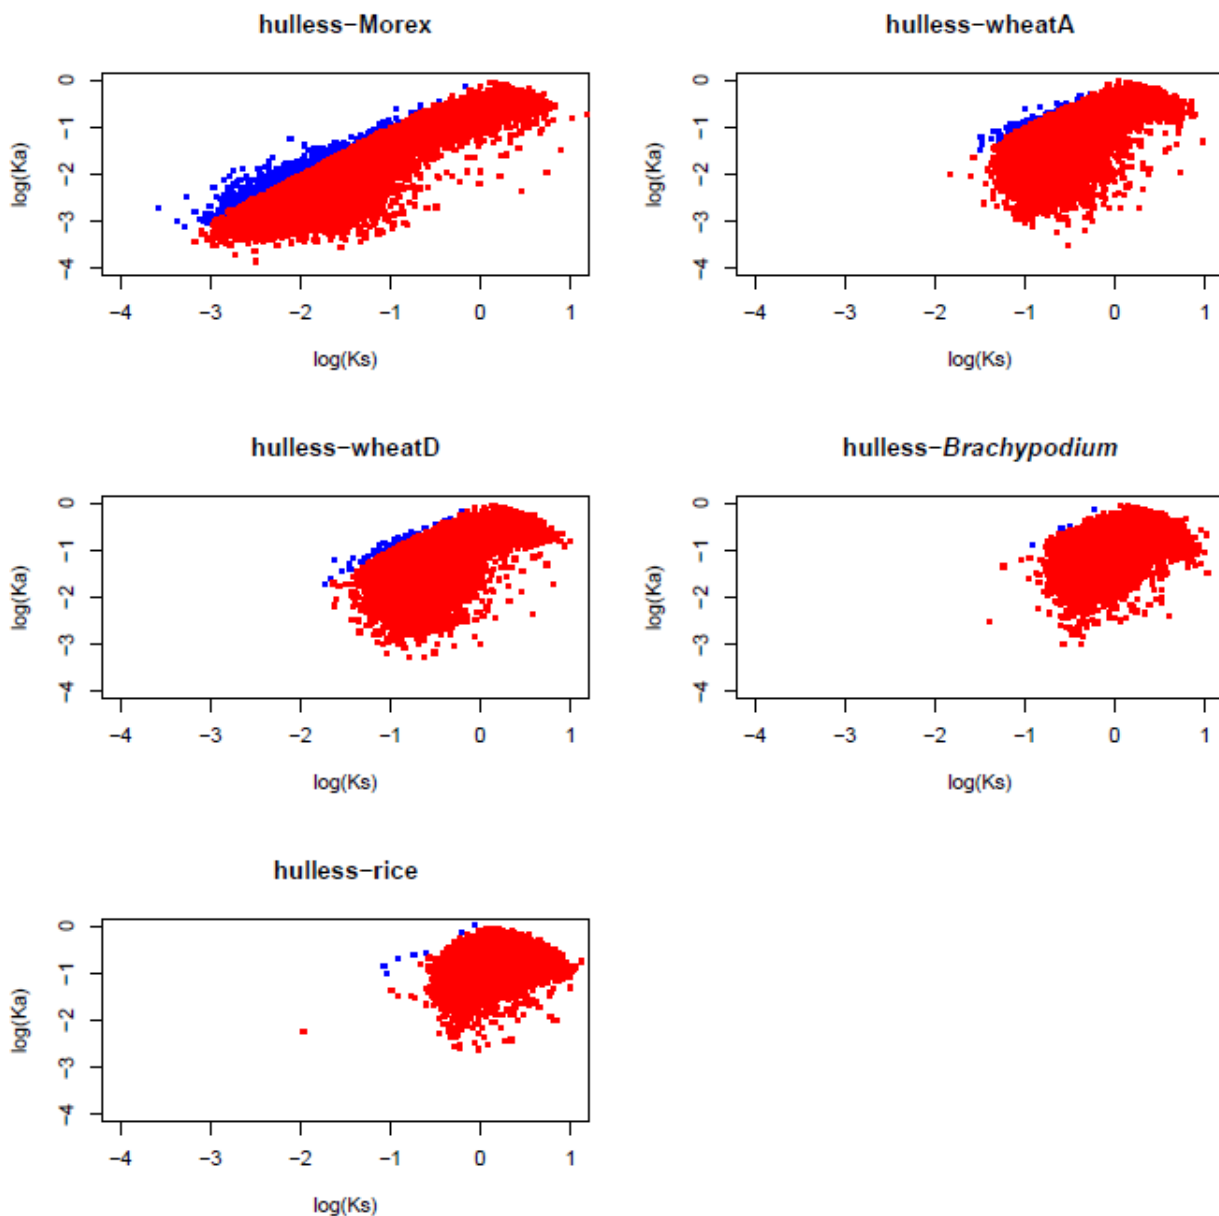 hulless−Morex
log(Ka)
0
−1
−2
−3
−4
−4 −3 −2 −1 0 1
log(Ks)
hulless−wheatA
log(Ka)
0
−1
−2
−3
−4
−4 −3 −2 −1 0 1
log(Ks)
hulless−wheatD
log(Ka)
0
−1
−2
−3
−4
−4 −3 −2 −1 0 1
log(Ks)
hulless−Brachypodium
log(Ka)
0
−1
−2
−3
−4
−4 −3 −2 −1 0 1
log(Ks)
hulless−rice
log(Ka)
0
−1
−2
−3
−4
−4 −3 −2 −1 0 1
log(Ks)